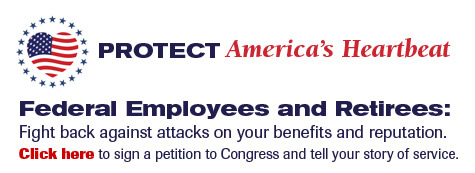 PROTECT America's Heartbeat
Federal Employees and Retirees:
Fight back against attacks on your benefits and reputation.
Click here to sign a petition to Congress and tell your story of service.